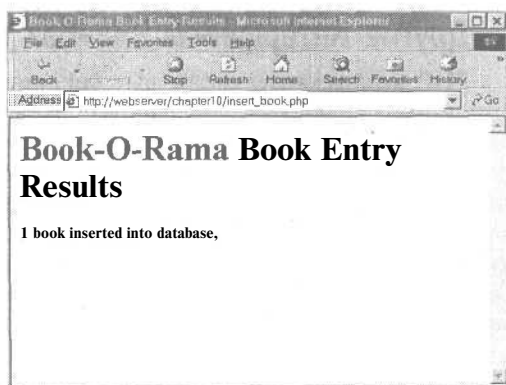 Book-O-Rama Book Entry Results - Microsoft Internet Explorer
File Edit View Favorites Tools Help
Back Stop Refresh Home Search Favorites History
Address http://webserver/chapter10/insert_book.php Go
Book-O-Rama Book Entry
Results
1 book inserted into database,